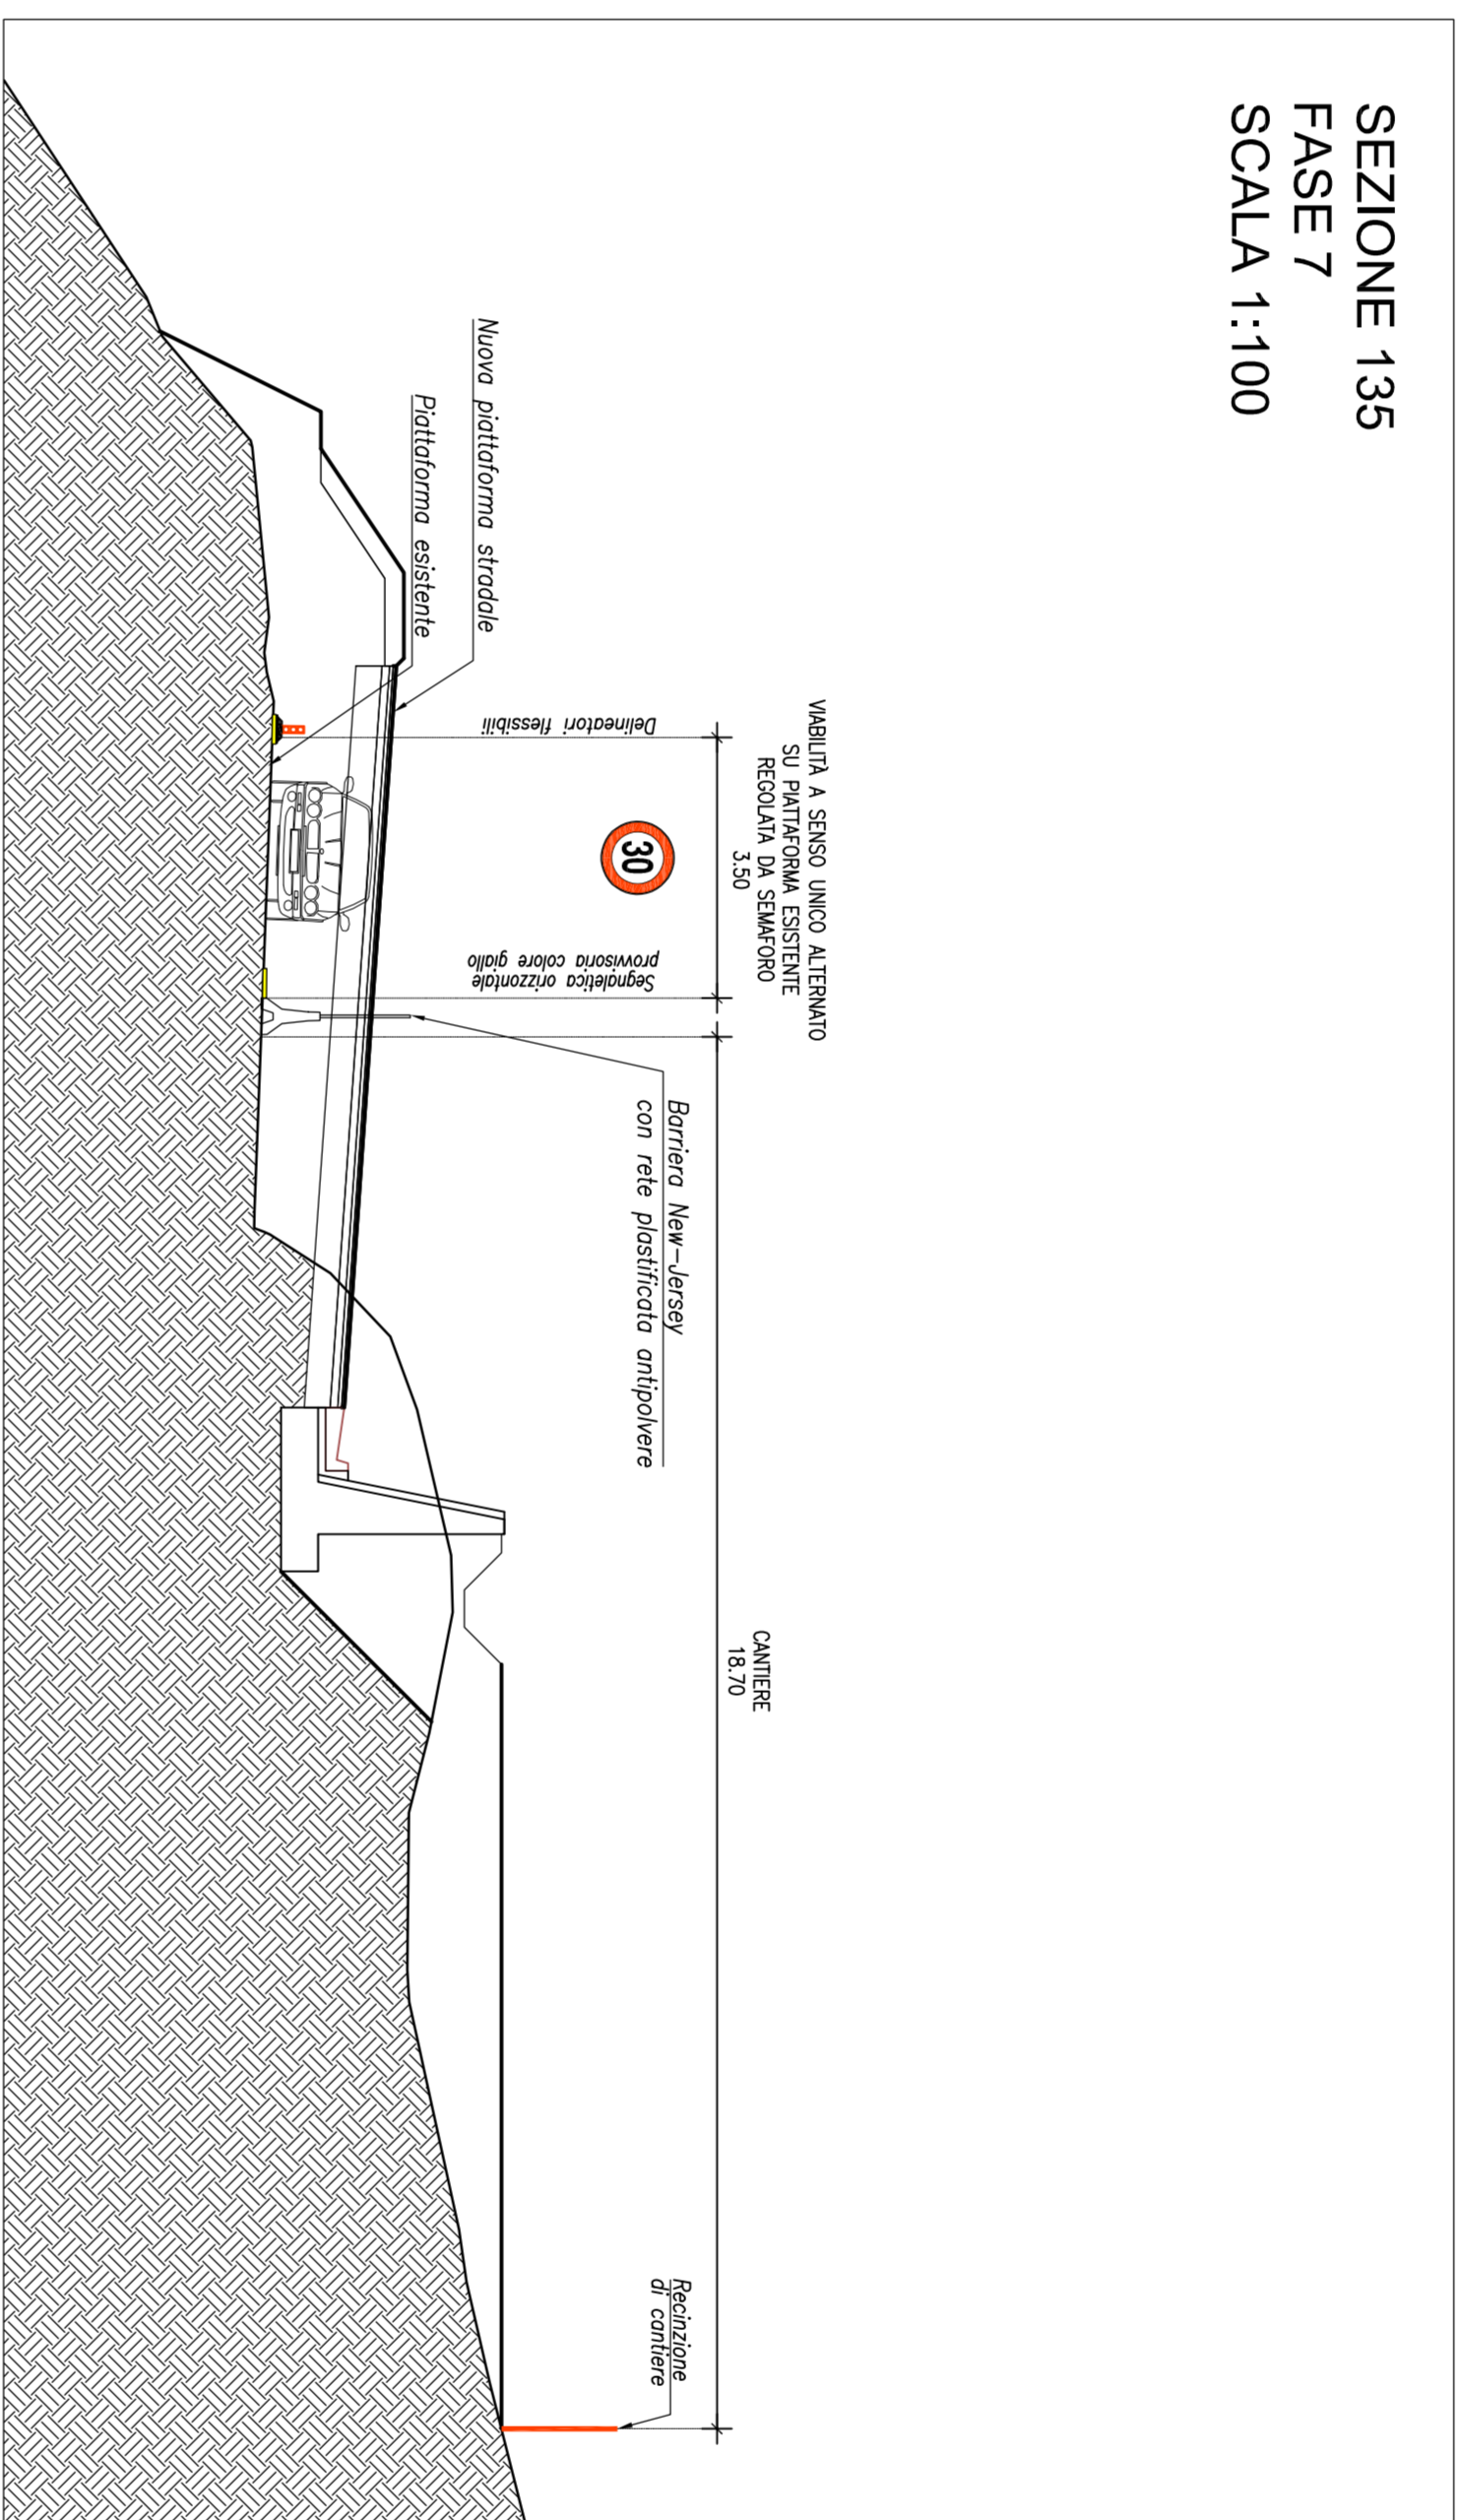 SEZIONE 135
FASE 7
SCALA 1:100
VIABILITÀ A SENSO UNICO ALTERNATO
SU PIATTAFORMA ESISTENTE
REGOLATA DA SEMAFORO
3.50
CANTIERE
18.70
Delineatori flessibili
30
Segnaletica orizzontale
provvisoria colore giallo
Barriera New-Jersey
con rete plastificata antipolvere
Recinzione
di cantiere
Nuova piattaforma stradale
Piattaforma esistente